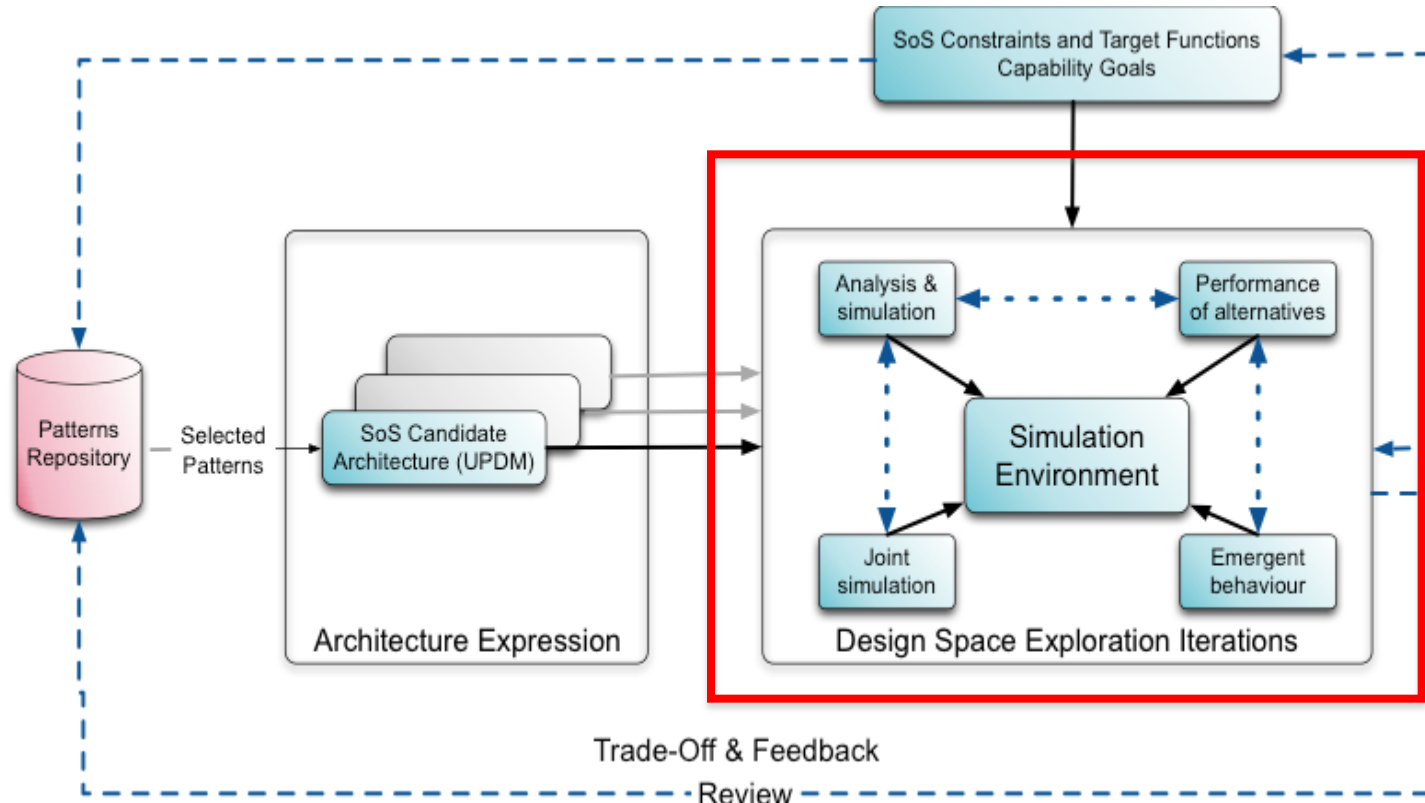 SoS Constraints and Target Functions
Capability Goals
Patterns
Repository
Selected
Patterns
SoS Candidate
Architecture (UPDM)
Architecture Expression
Analysis &
simulation
Performance
of alternatives
Simulation
Environment
Joint
simulation
Emergent
behaviour
Design Space Exploration Iterations
Trade-Off & Feedback
Review